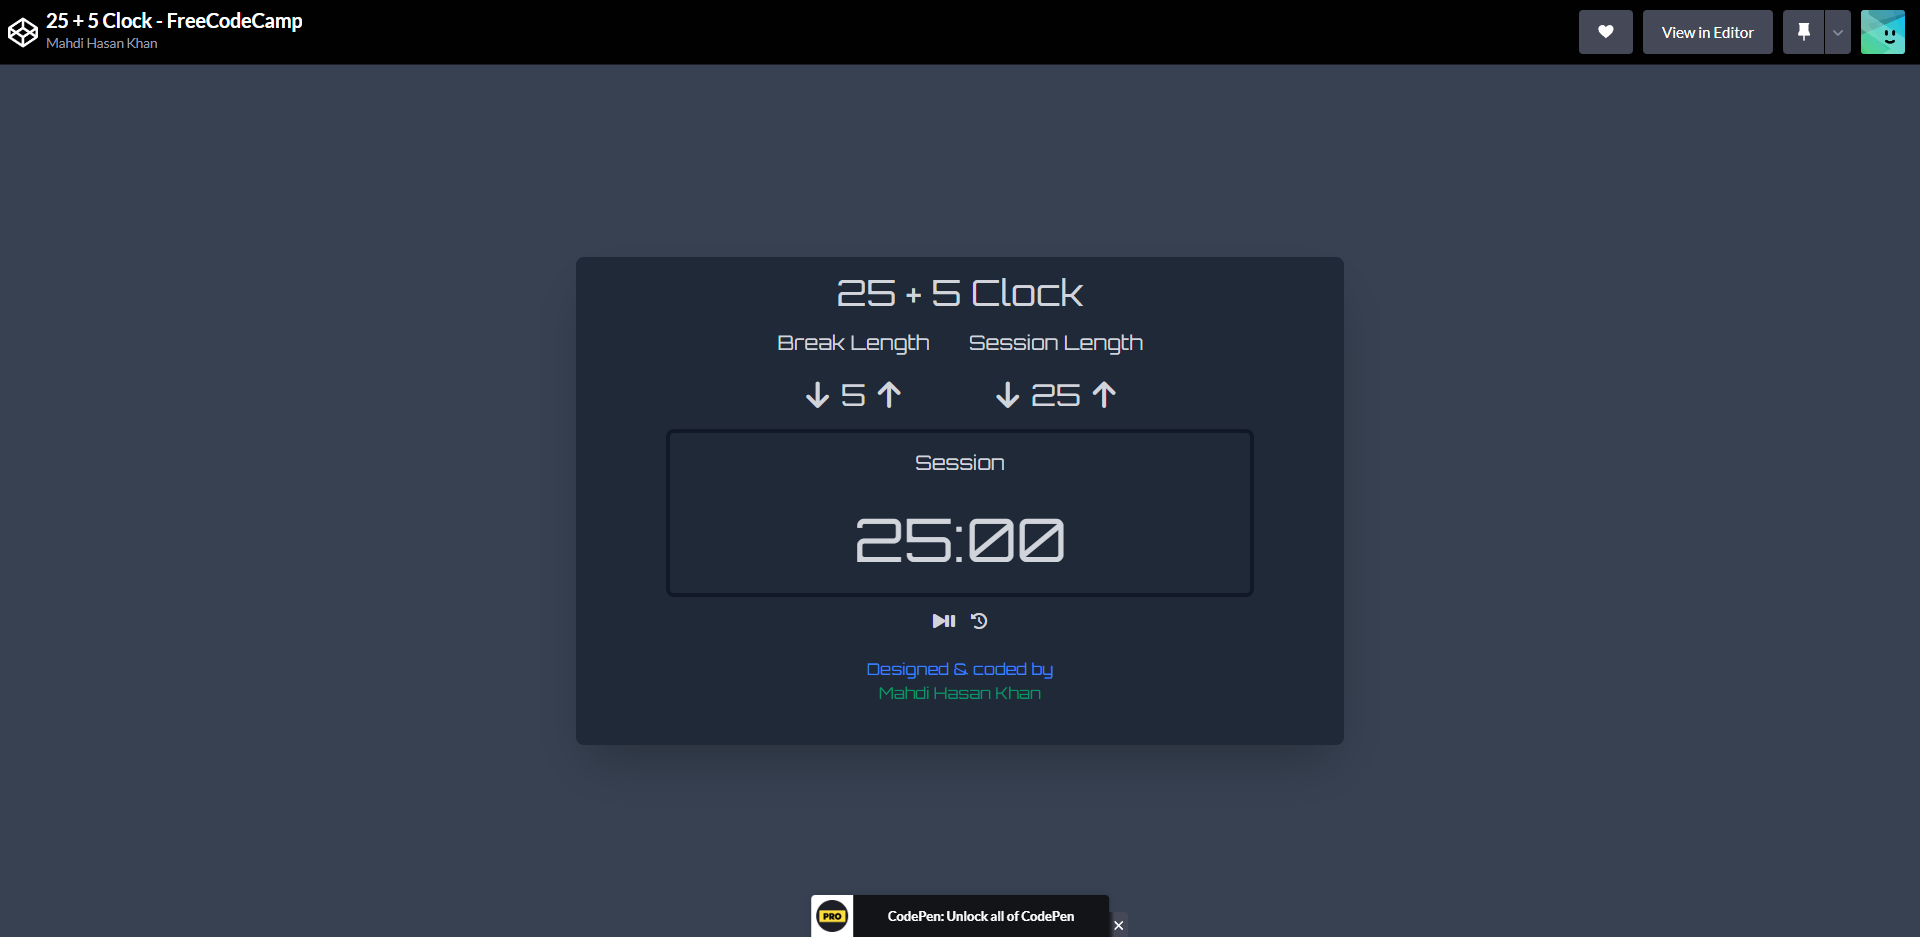 25 + 5 Clock - FreeCodeCamp
Mahdi Hasan Khan
View in Editor
25 + 5 Clock
Break Length Session Length
5 25
Session
25:00
Designed & coded by
Mahdi Hasan Khan
PRO CodePen: Unlock all of CodePen